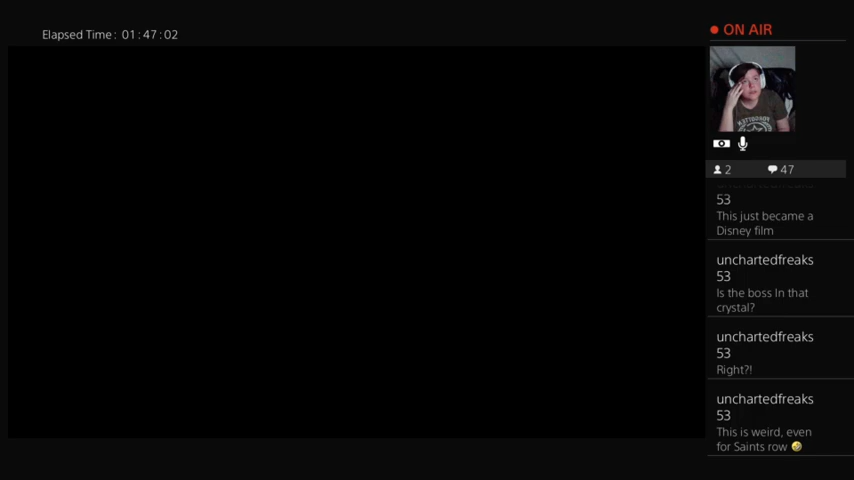 Elapsed Time: 01:47:02
ON AIR
2
47
53
This just became a
Disney film
unchartedfreaks
53
Is the boss In that
crystal?
unchartedfreaks
53
Right?!
unchartedfreaks
53
This is weird, even
for Saints row 🤣